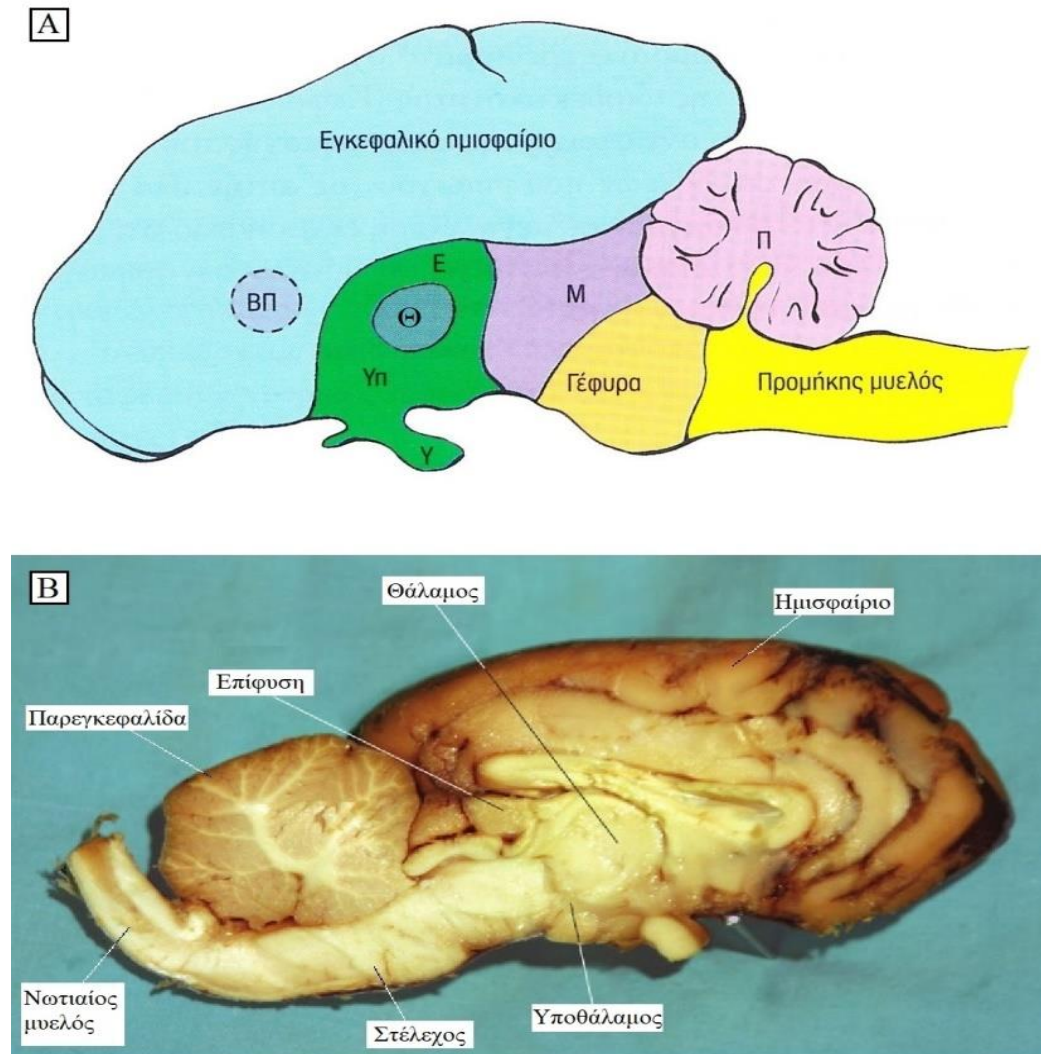 A
Εγκεφαλικό ημισφαίριο
Π
Ε
Μ
ΒΠ
Θ
Υπ
Γέφυρα
Προμήκης μυελός
Υ
B
Θάλαμος
Ημισφαίριο
Επίφυση
Παρεγκεφαλίδα
Νωτιαίος
μυελός
Στέλεχος
Υποθάλαμος